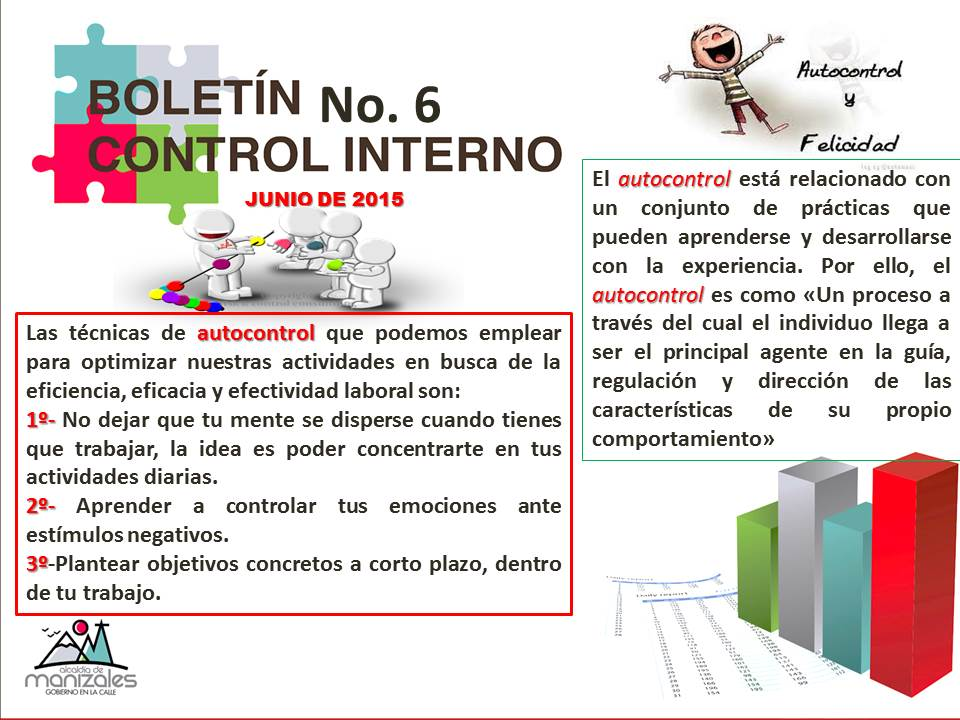 BOLETÍN No. 6
CONTROL INTERNO
JUNIO DE 2015
Autocontrol
y
Felicidad
El autocontrol está relacionado con
un conjunto de prácticas que
pueden aprenderse y desarrollarse
con la experiencia. Por ello, el
autocontrol es como «Un proceso a
través del cual el individuo llega a
ser el principal agente en la guía,
regulación y dirección de las
características de su propio
comportamiento»
Las técnicas de autocontrol que podemos emplear
para optimizar nuestras actividades en busca de la
eficiencia, eficacia y efectividad laboral son:
1º- No dejar que tu mente se disperse cuando tienes
que trabajar, la idea es poder concentrarte en tus
actividades diarias.
2º- Aprender a controlar tus emociones ante
estímulos negativos.
3º-Plantear objetivos concretos a corto plazo, dentro
de tu trabajo.
Daily report
Daily report
alcaldía de
manizales
GOBIERNO EN LA CALLE